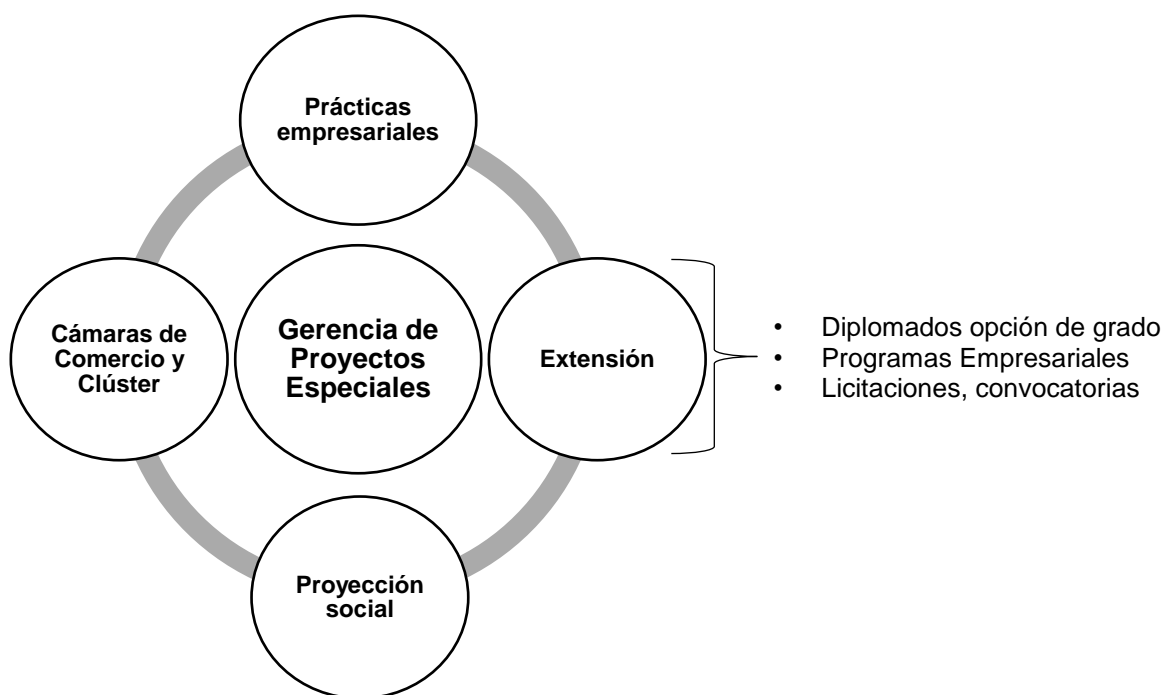 Prácticas
empresariales
Cámaras de
Comercio y
Clúster
Gerencia de
Proyectos
Especiales
Extensión
• Diplomados opción de grado
• Programas Empresariales
• Licitaciones, convocatorias
Proyección
social